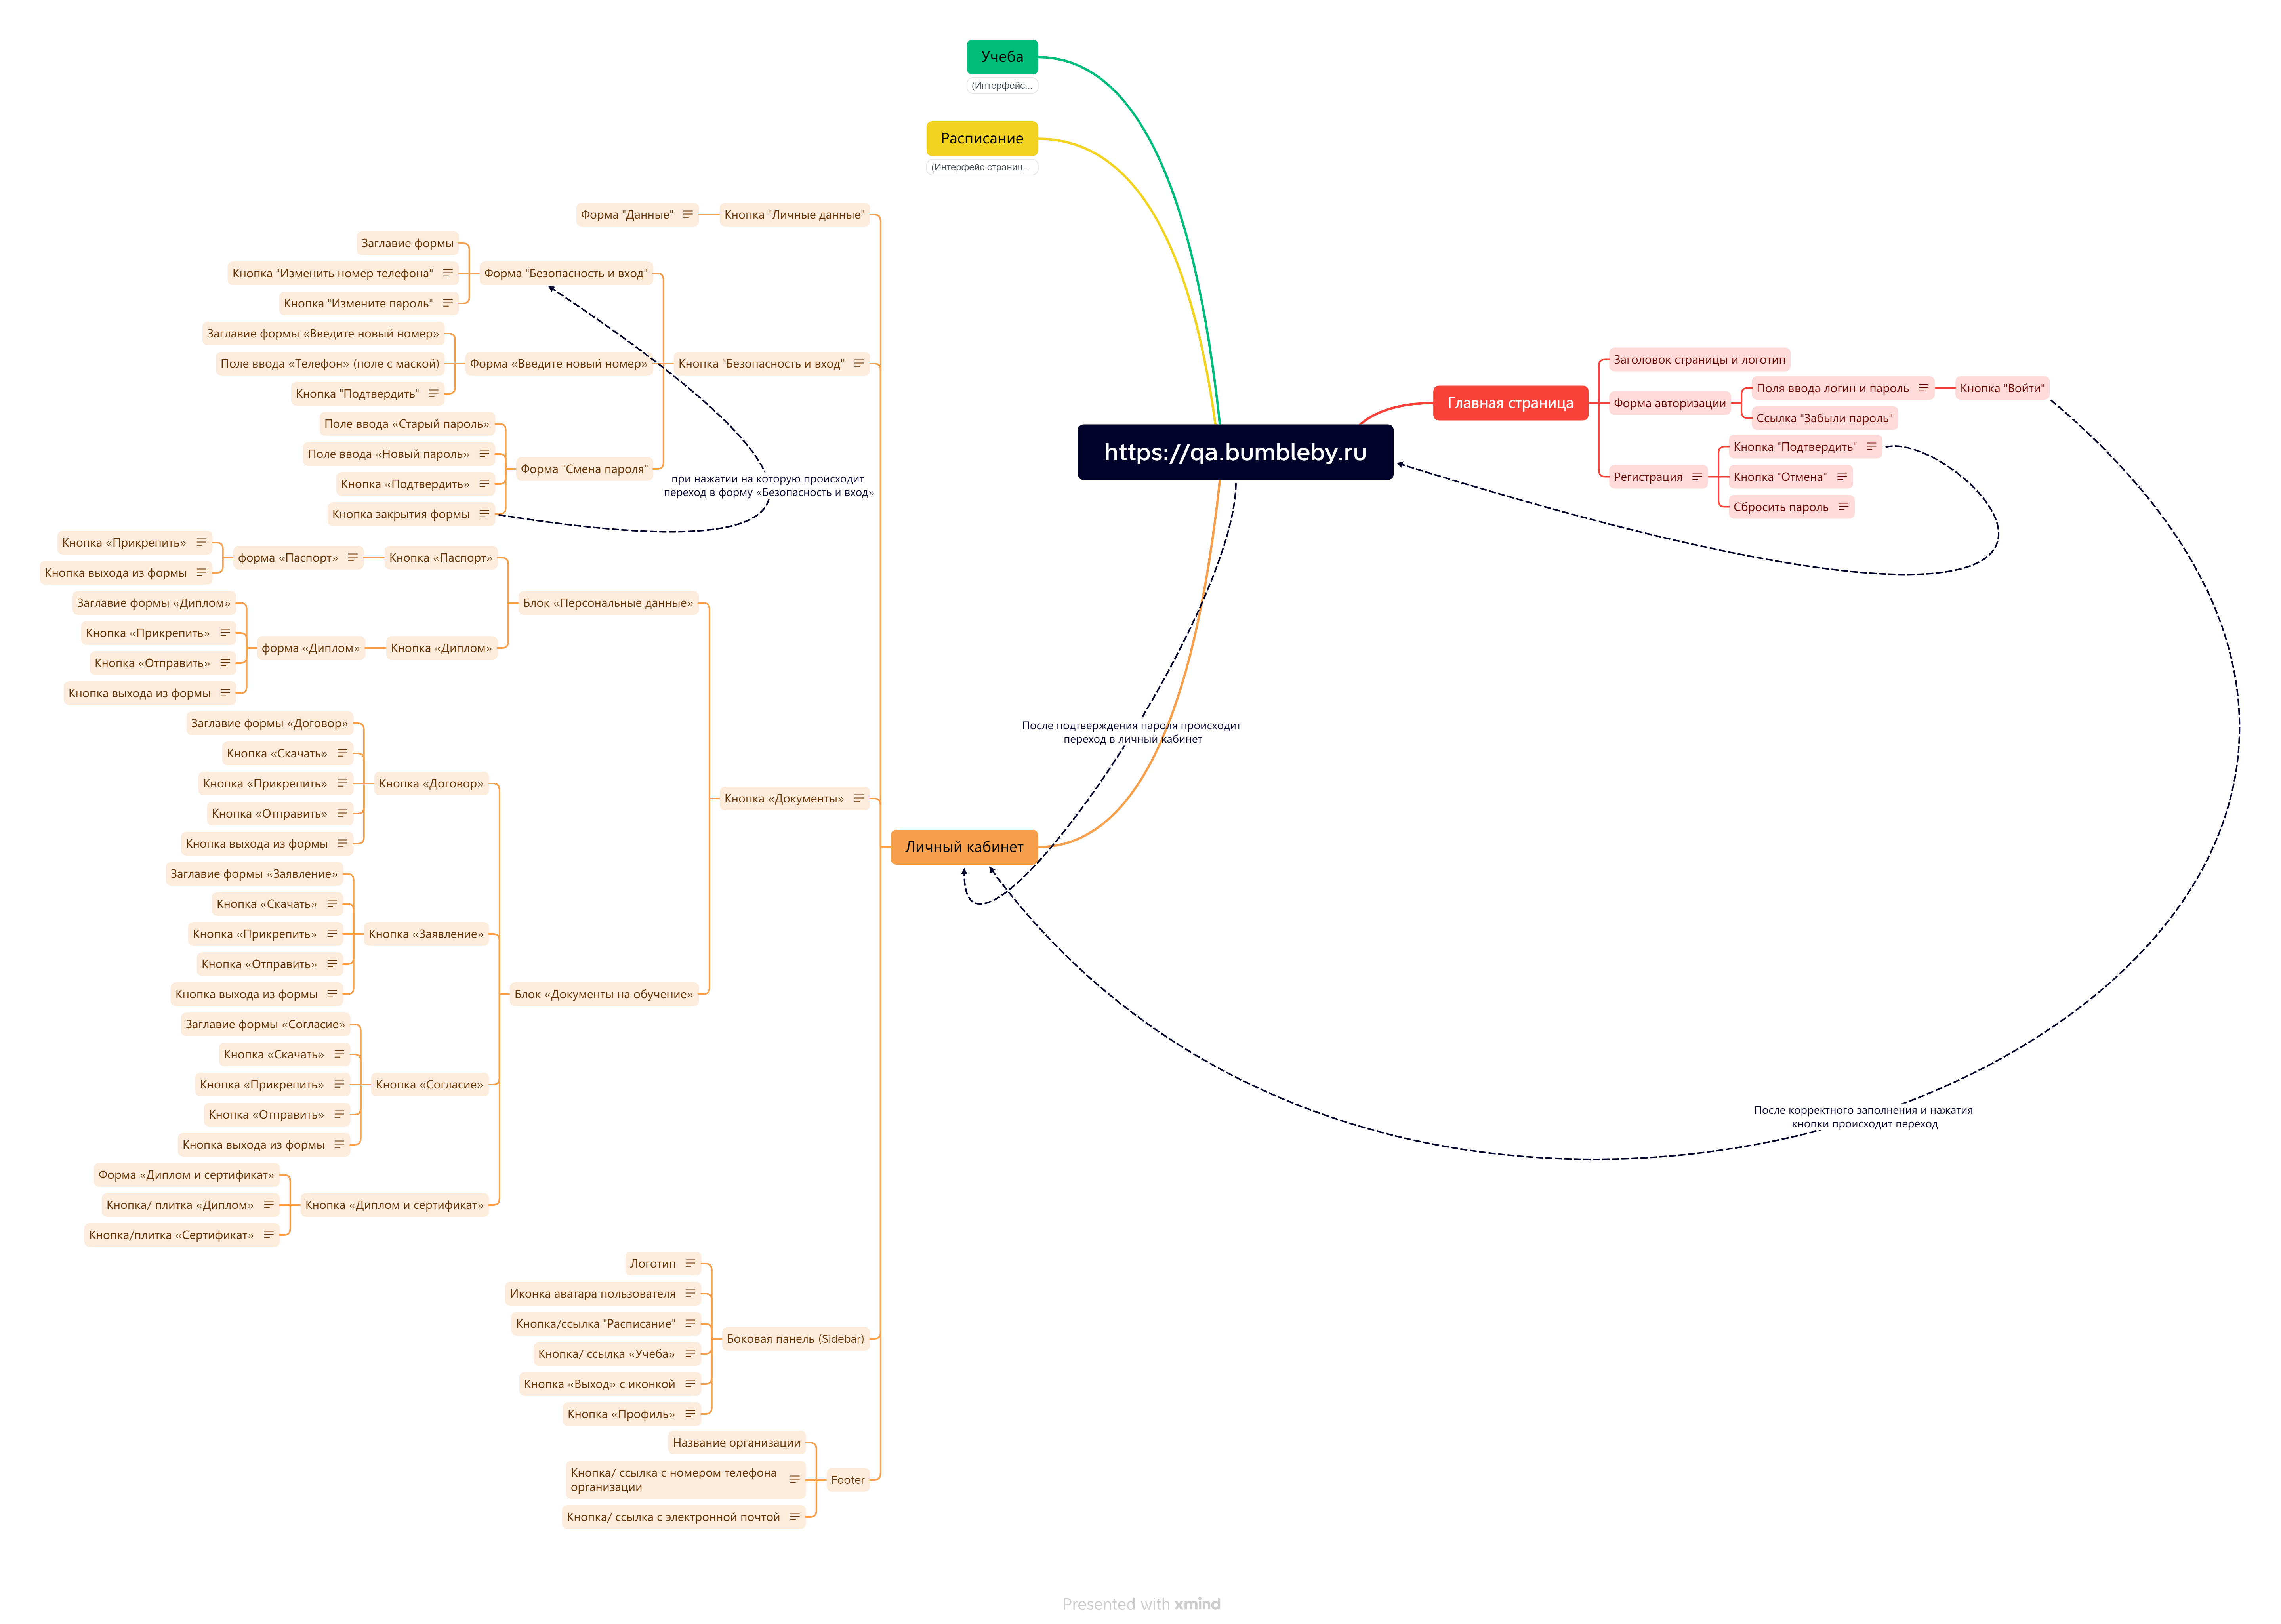 Учеба
(Интерфейс...
Расписание
(Интерфейс страниц...
https://qa.bumbleby.ru
Главная страница
Заголовок страницы и логотип
Форма авторизации
Поля ввода логин и пароль
Кнопка "Войти"
Ссылка "Забыли пароль"
Регистрация
Кнопка "Подтвердить"
Кнопка "Отмена"
Сбросить пароль
После корректного заполнения и нажатия
кнопки происходит переход
После подтверждения пароля происходит
переход в личный кабинет
Личный кабинет
Кнопка "Личные данные"
Форма "Данные"
Кнопка "Безопасность и вход"
Форма "Безопасность и вход"
Заглавие формы
Кнопка "Изменить номер телефона"
Кнопка "Измените пароль"
Форма «Введите новый номер»
Заглавие формы «Введите новый номер»
Поле ввода «Телефон» (поле с маской)
Кнопка "Подтвердить"
Форма "Смена пароля"
Поле ввода «Старый пароль»
Поле ввода «Новый пароль»
Кнопка «Подтвердить»
Кнопка закрытия формы
при нажатии на которую происходит
переход в форму «Безопасность и вход»
Кнопка «Документы»
Блок «Персональные данные»
Кнопка «Паспорт»
форма «Паспорт»
Кнопка «Прикрепить»
Кнопка выхода из формы
Кнопка «Диплом»
форма «Диплом»
Заглавие формы «Диплом»
Кнопка «Прикрепить»
Кнопка «Отправить»
Кнопка выхода из формы
Блок «Документы на обучение»
Кнопка «Договор»
Заглавие формы «Договор»
Кнопка «Скачать»
Кнопка «Прикрепить»
Кнопка «Отправить»
Кнопка выхода из формы
Кнопка «Заявление»
Заглавие формы «Заявление»
Кнопка «Скачать»
Кнопка «Прикрепить»
Кнопка «Отправить»
Кнопка выхода из формы
Кнопка «Согласие»
Заглавие формы «Согласие»
Кнопка «Скачать»
Кнопка «Прикрепить»
Кнопка «Отправить»
Кнопка выхода из формы
Кнопка «Диплом и сертификат»
Форма «Диплом и сертификат»
Кнопка/ плитка «Диплом»
Кнопка/плитка «Сертификат»
Боковая панель (Sidebar)
Логотип
Иконка аватара пользователя
Кнопка/ссылка "Расписание"
Кнопка/ ссылка «Учеба»
Кнопка «Выход» с иконкой
Кнопка «Профиль»
Footer
Название организации
Кнопка/ ссылка с номером телефона
организации
Кнопка/ ссылка с электронной почтой
Presented with xmind